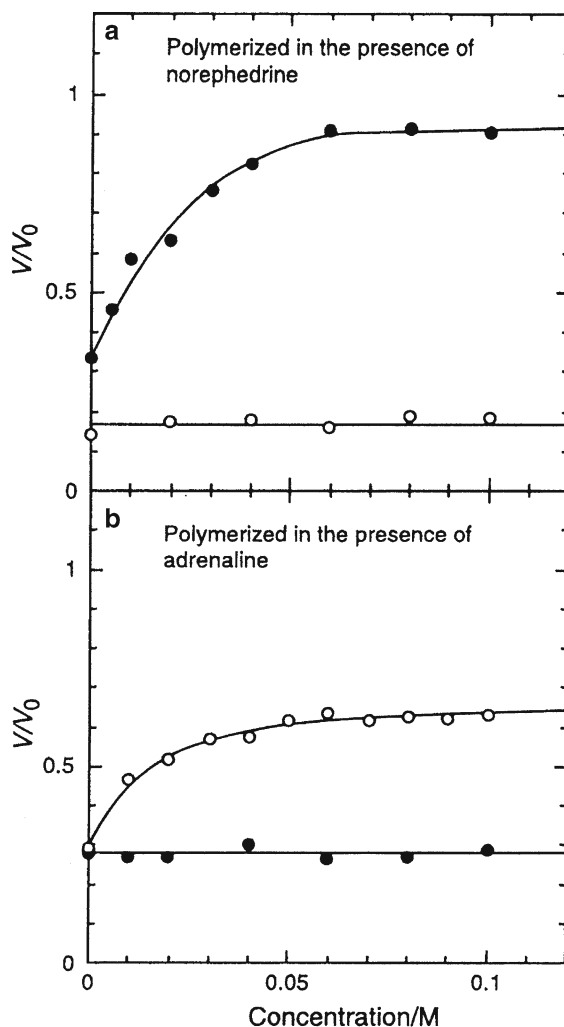 a
Polymerized in the presence of
norephedrine
1
V/V0
0.5
0
b
Polymerized in the presence of
adrenaline
1
V/V0
0.5
0
0 0.05 0.1
Concentration/M